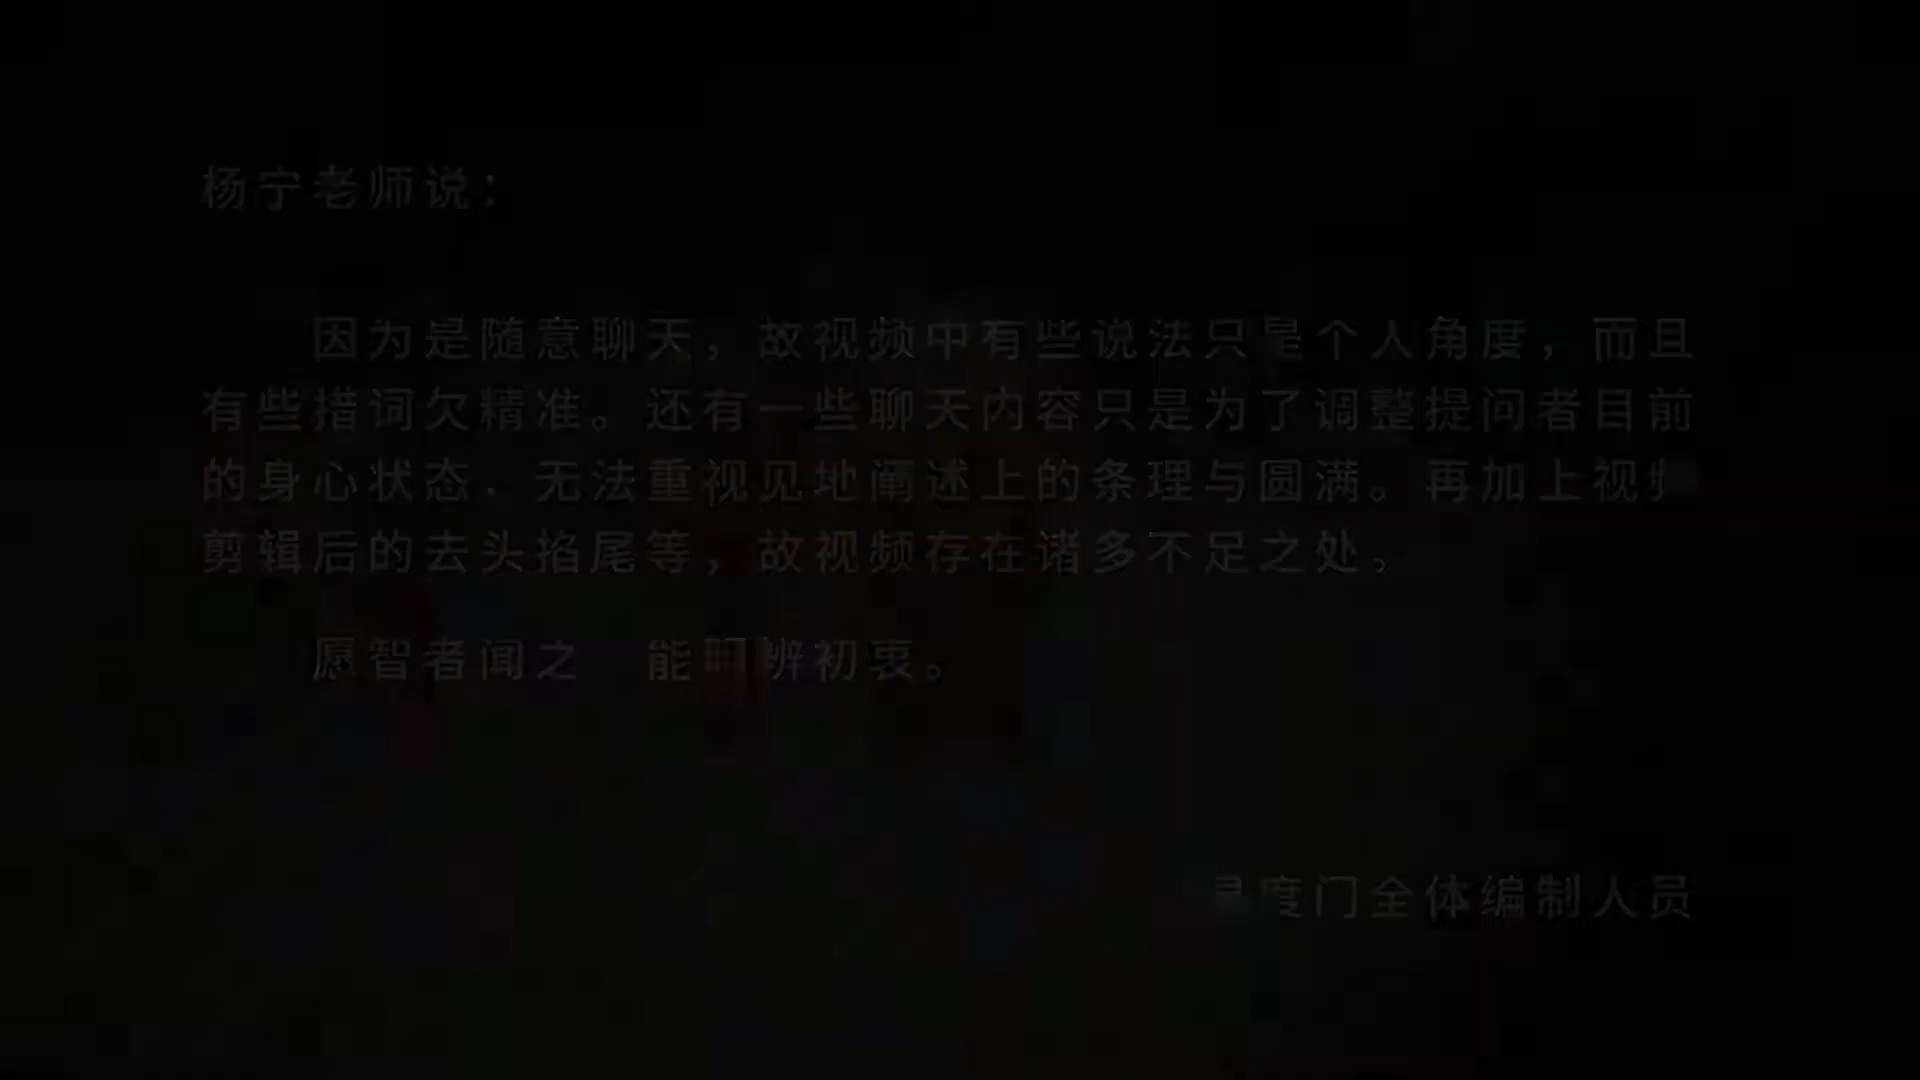 杨宁老师说：
因为是随意聊天，故视频中有些说法只是个人角度，而且
有些措词欠精准。还有一些聊天内容只是为了调整提问者目前
的身心状态，无法重视见地阐述上的条理与圆满。再加上视频
剪辑后的去头掐尾等，故视频存在诸多不足之处，
愿智者闻之 能 辨初衷。
度门全体编制人员